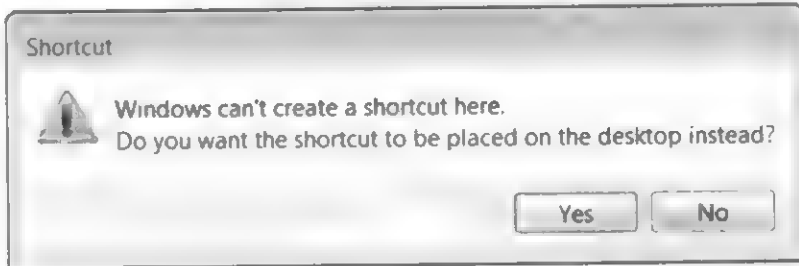 Shortcut
Windows can't create a shortcut here.
Do you want the shortcut to be placed on the desktop instead?
Yes
No